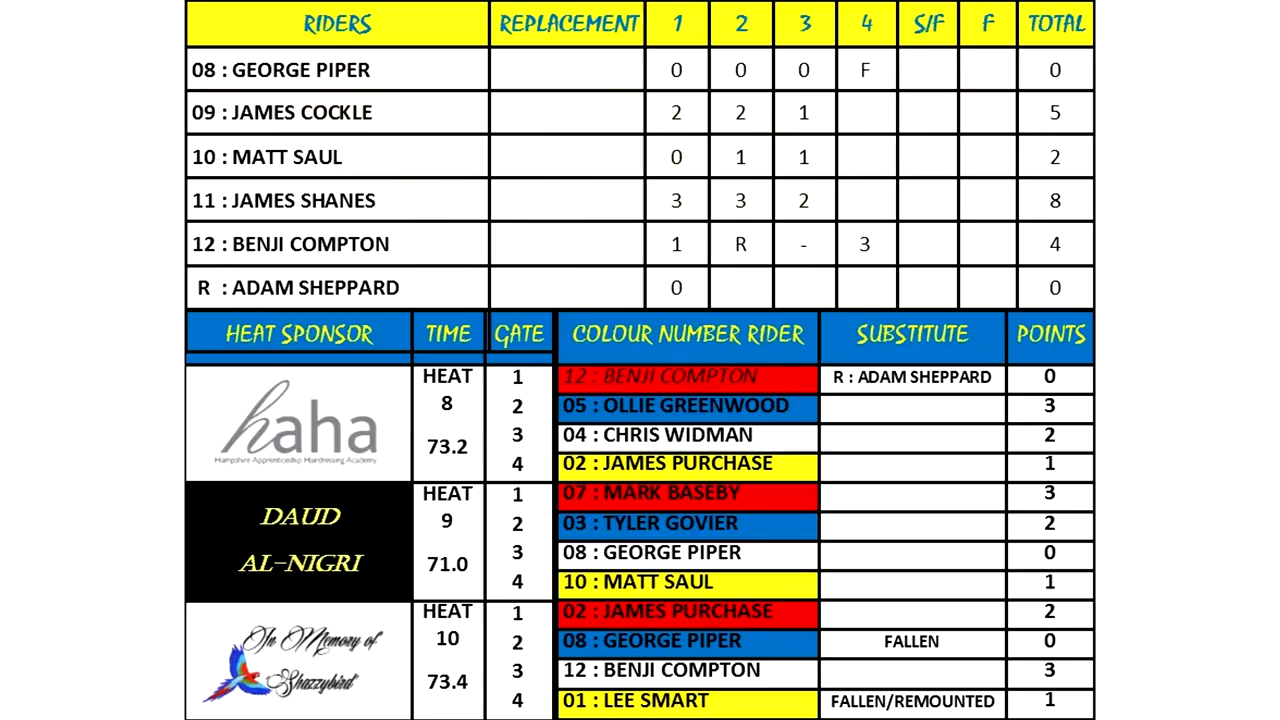 RIDERS REPLACEMENT 1 2 3 4 S/F F TOTAL
08 : GEORGE PIPER 0 0 0 F 0
09 : JAMES COCKLE 2 2 1 5
10 : MATT SAUL 0 1 1 2
11 : JAMES SHANES 3 3 2 8
12 : BENJI COMPTON 1 R - 3 4
R : ADAM SHEPPARD 0 0
HEAT SPONSOR TIME GATE COLOUR NUMBER RIDER SUBSTITUTE POINTS
haha
Hampshire Apprenticeship Hairdressing Academy
HEAT
8
73.2
1 12 : BENJI COMPTON R : ADAM SHEPPARD 0
2 05 : OLLIE GREENWOOD 3
3 04 : CHRIS WIDMAN 2
4 02 : JAMES PURCHASE 1
DAUD
AL-NIGRI
HEAT
9
71.0
1 07 : MARK BASEBY 3
2 03 : TYLER GOVIER 2
3 08 : GEORGE PIPER 0
4 10 : MATT SAUL 1
In Memory of
Shazzybird
HEAT
10
73.4
1 02 : JAMES PURCHASE 2
2 08 : GEORGE PIPER FALLEN 0
3 12 : BENJI COMPTON 3
4 01 : LEE SMART FALLEN/REMOUNTED 1